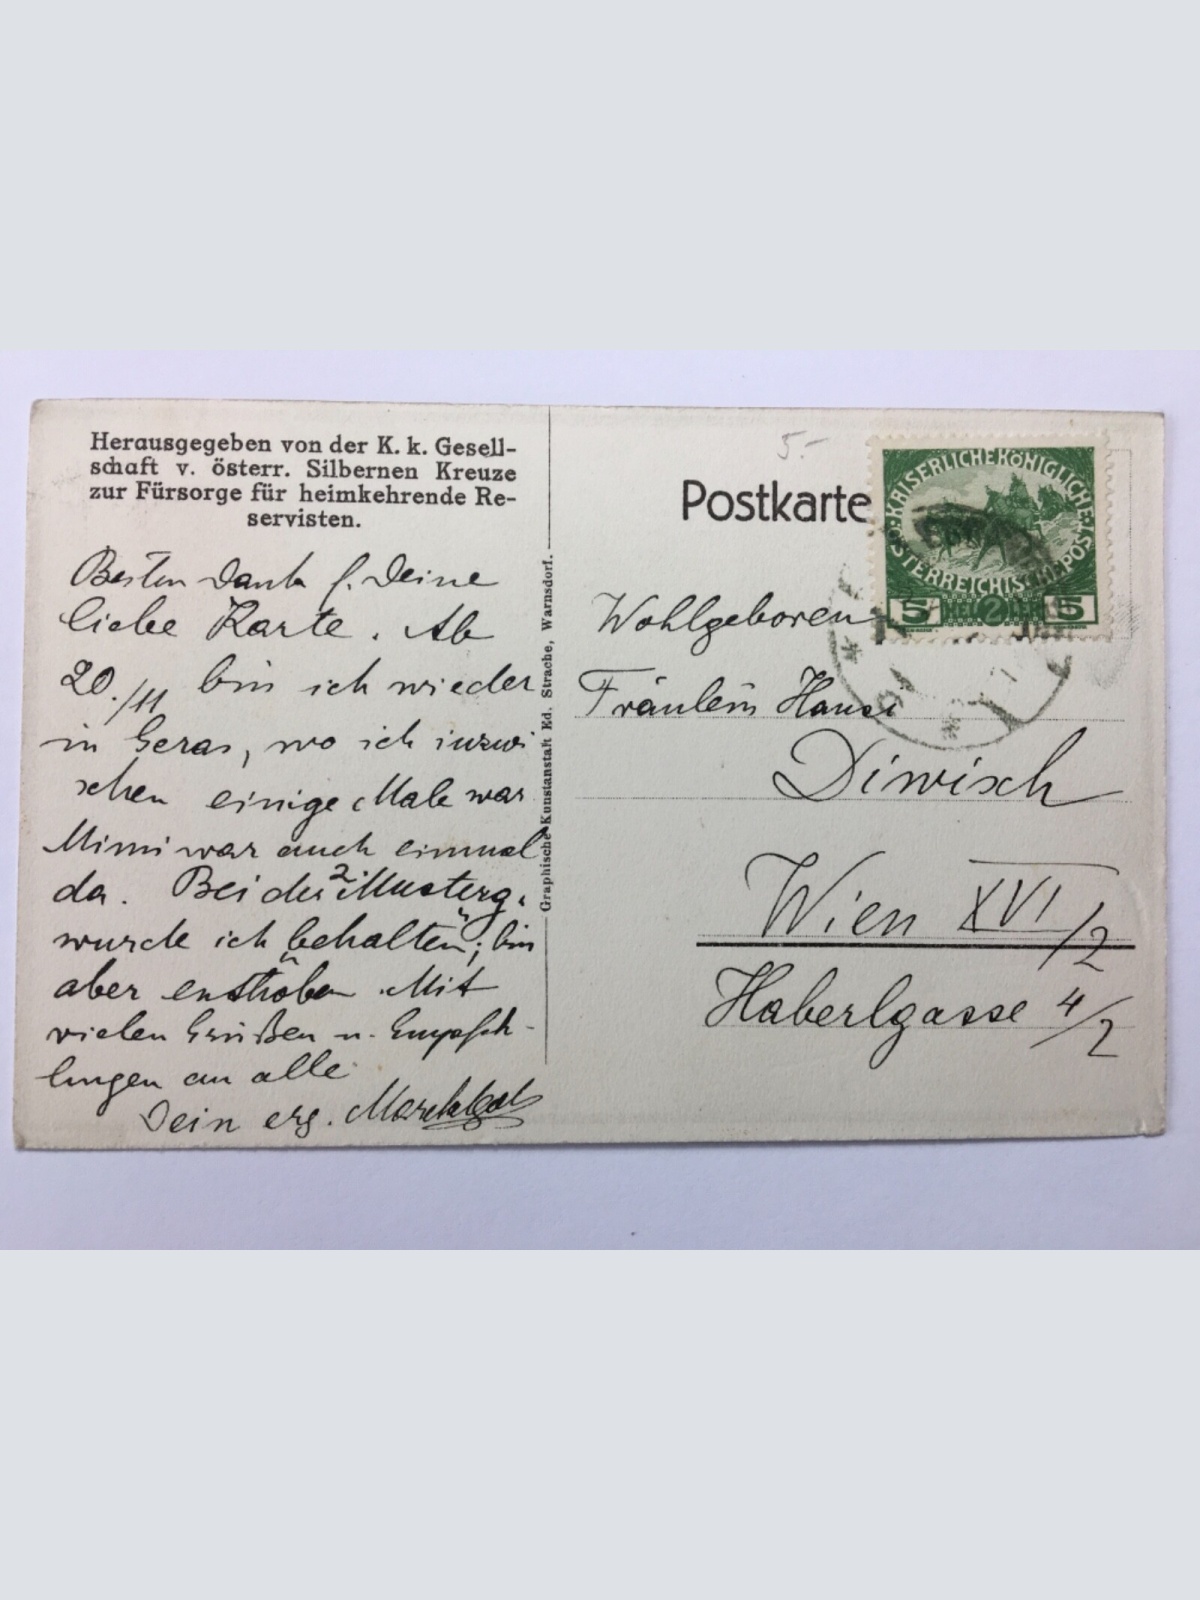 Herausgegeben von der K. k. Gesell-
schaft v. österr. Silbernen Kreuze
zur Fürsorge für heimkehrende Re-
servisten.
Besten Dank f. Deine
liebe Karte. Ab
20./11 bin ich wieder
in Geras, wo ich inzwi
schen einige Male war
Mimi war auch einmal
da. Bei der 2. Musterg.
wurde ich "behalten"; bin
aber enthoben. Mit
vielen Grüßen u. Empfeh-
lungen an alle
Dein erg.
Graphische Kunstanstalt Ed. Strache, Warnsdorf.
5.-
Postkarte
KAISERLICHEKÖNIGLICHE
ÖSTERREICHISCHE POST
5 2 5
Wohlgeboren
Fräulein Hansi
Diwisch
Wien XVI/2
Haberlgasse 4/2